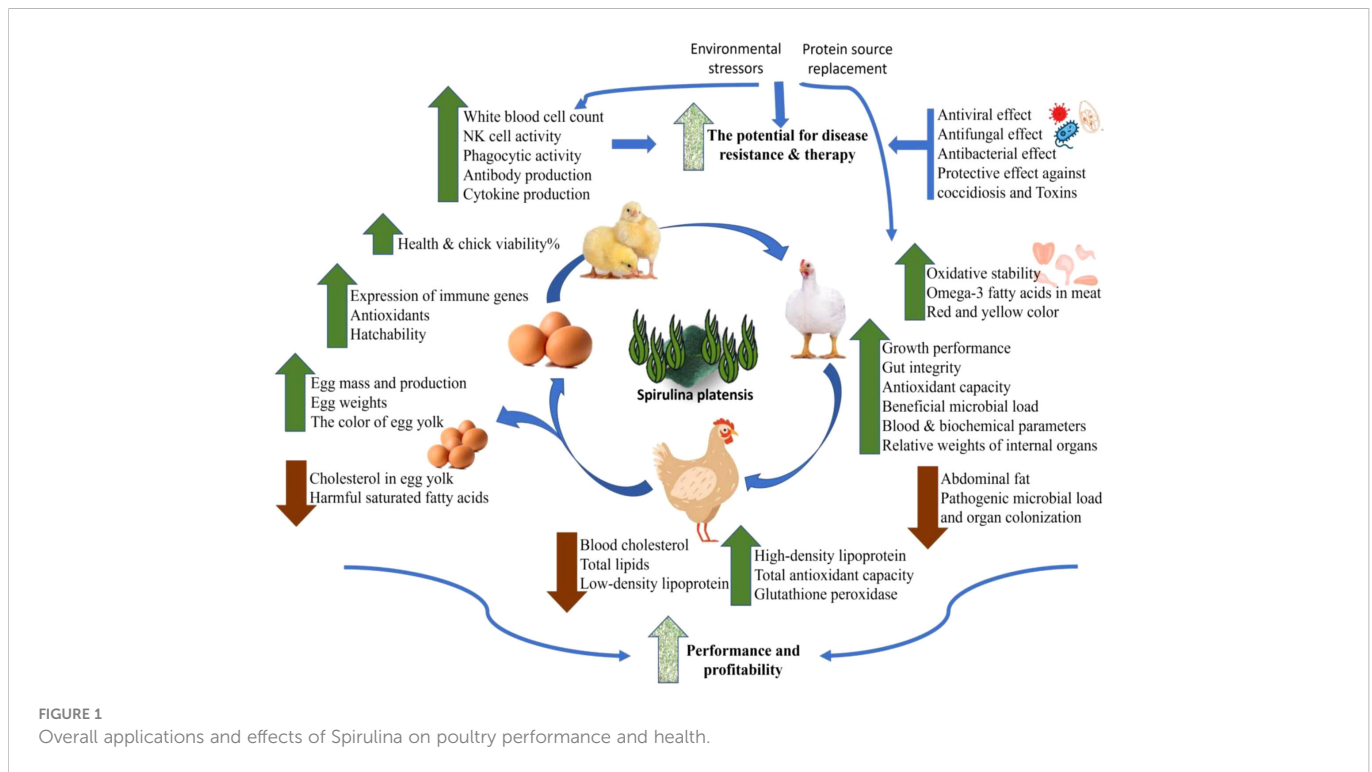 Environmental
stressors
Protein source
replacement
White blood cell count
NK cell activity
Phagocytic activity
Antibody production
Cytokine production
The potential for disease
resistance & therapy
Antiviral effect
Antifungal effect
Antibacterial effect
Protective effect against
coccidiosis and Toxins
Health & chick viability%
Oxidative stability
Omega-3 fatty acids in meat
Red and yellow color
Expression of immune genes
Antioxidants
Hatchability
Growth performance
Gut integrity
Antioxidant capacity
Beneficial microbial load
Blood & biochemical parameters
Relative weights of internal organs
Spirulina platensis
Egg mass and production
Egg weights
The color of egg yolk
Cholesterol in egg yolk
Harmful saturated fatty acids
Abdominal fat
Pathogenic microbial load
and organ colonization
Blood cholesterol
Total lipids
Low-density lipoprotein
High-density lipoprotein
Total antioxidant capacity
Glutathione peroxidase
Performance and
profitability
FIGURE 1
Overall applications and effects of Spirulina on poultry performance and health.